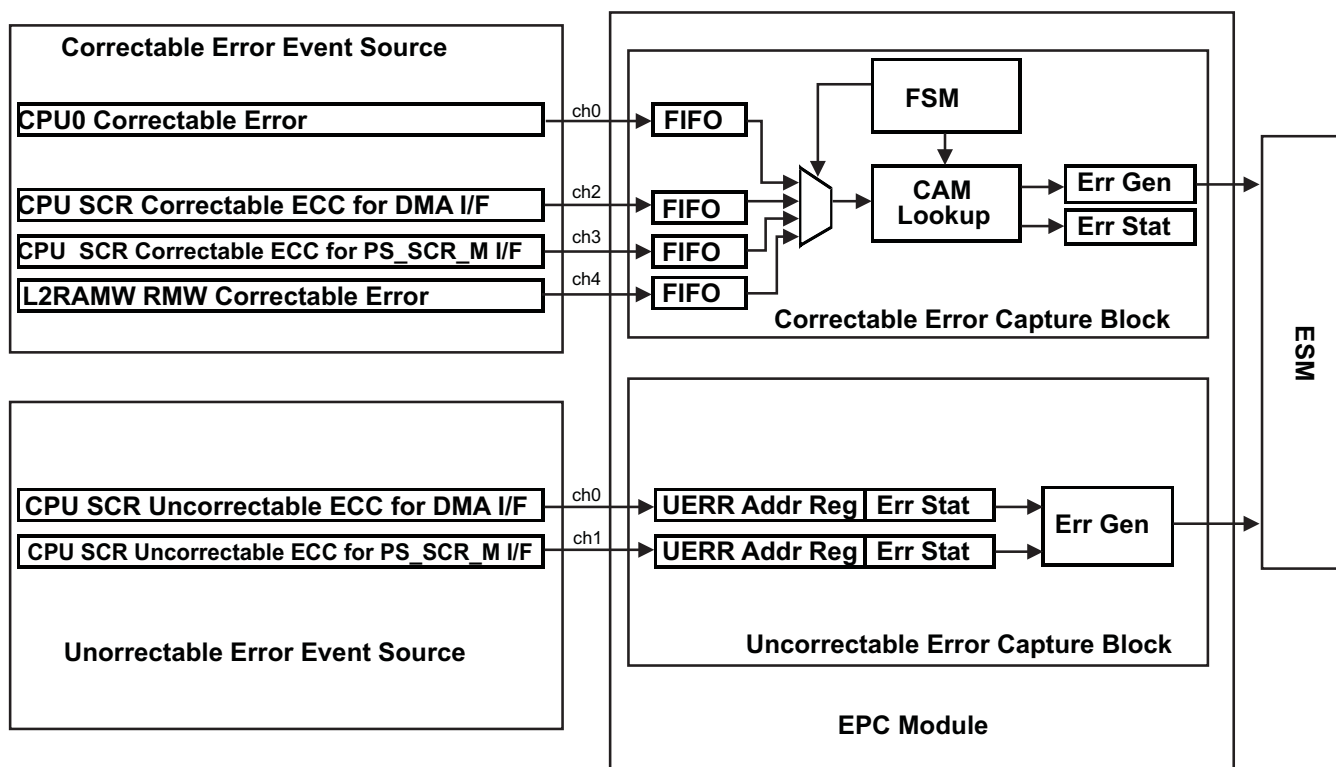 Correctable Error Event Source
CPU0 Correctable Error
ch0
CPU SCR Correctable ECC for DMA I/F
ch2
CPU SCR Correctable ECC for PS_SCR_M I/F
ch3
L2RAMW RMW Correctable Error
ch4
FIFO
FIFO
FIFO
FIFO
FSM
CAM
Lookup
Err Gen
Err Stat
Correctable Error Capture Block
ESM
CPU SCR Uncorrectable ECC for DMA I/F
ch0
CPU SCR Uncorrectable ECC for PS_SCR_M I/F
ch1
Unorrectable Error Event Source
UERR Addr Reg Err Stat
UERR Addr Reg Err Stat
Err Gen
Uncorrectable Error Capture Block
EPC Module